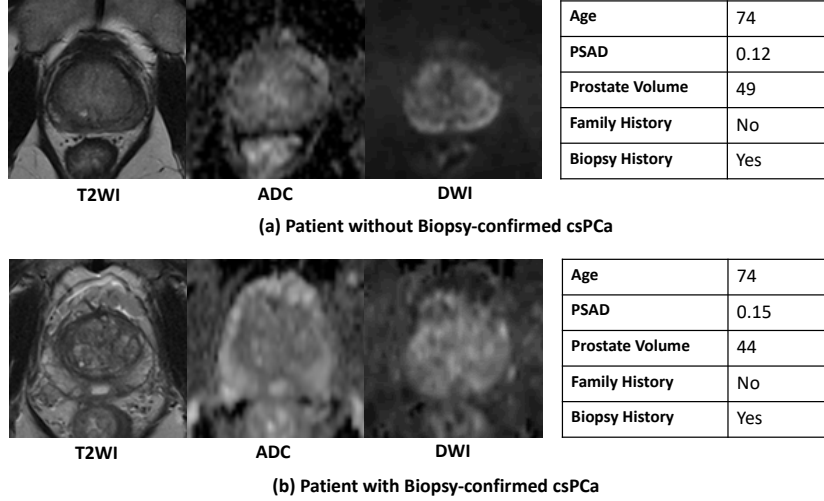 Age 74
PSAD 0.12
Prostate Volume 49
Family History No
Biopsy History Yes
T2WI ADC DWI
(a) Patient without Biopsy-confirmed csPCa
Age 74
PSAD 0.15
Prostate Volume 44
Family History No
Biopsy History Yes
T2WI ADC DWI
(b) Patient with Biopsy-confirmed csPCa